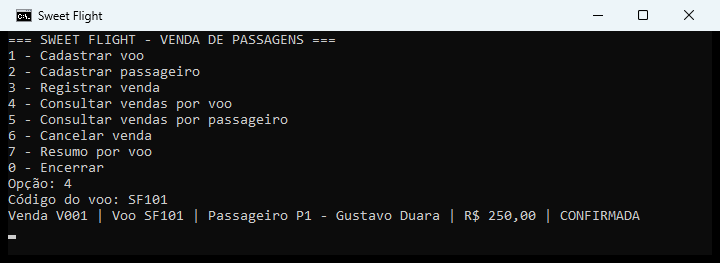 Sweet Flight
=== SWEET FLIGHT - VENDA DE PASSAGENS ===
1 - Cadastrar voo
2 - Cadastrar passageiro
3 - Registrar venda
4 - Consultar vendas por voo
5 - Consultar vendas por passageiro
6 - Cancelar venda
7 - Resumo por voo
0 - Encerrar
Opção: 4
Código do voo: SF101
Venda V001 | Voo SF101 | Passageiro P1 - Gustavo Duara | R$ 250,00 | CONFIRMADA